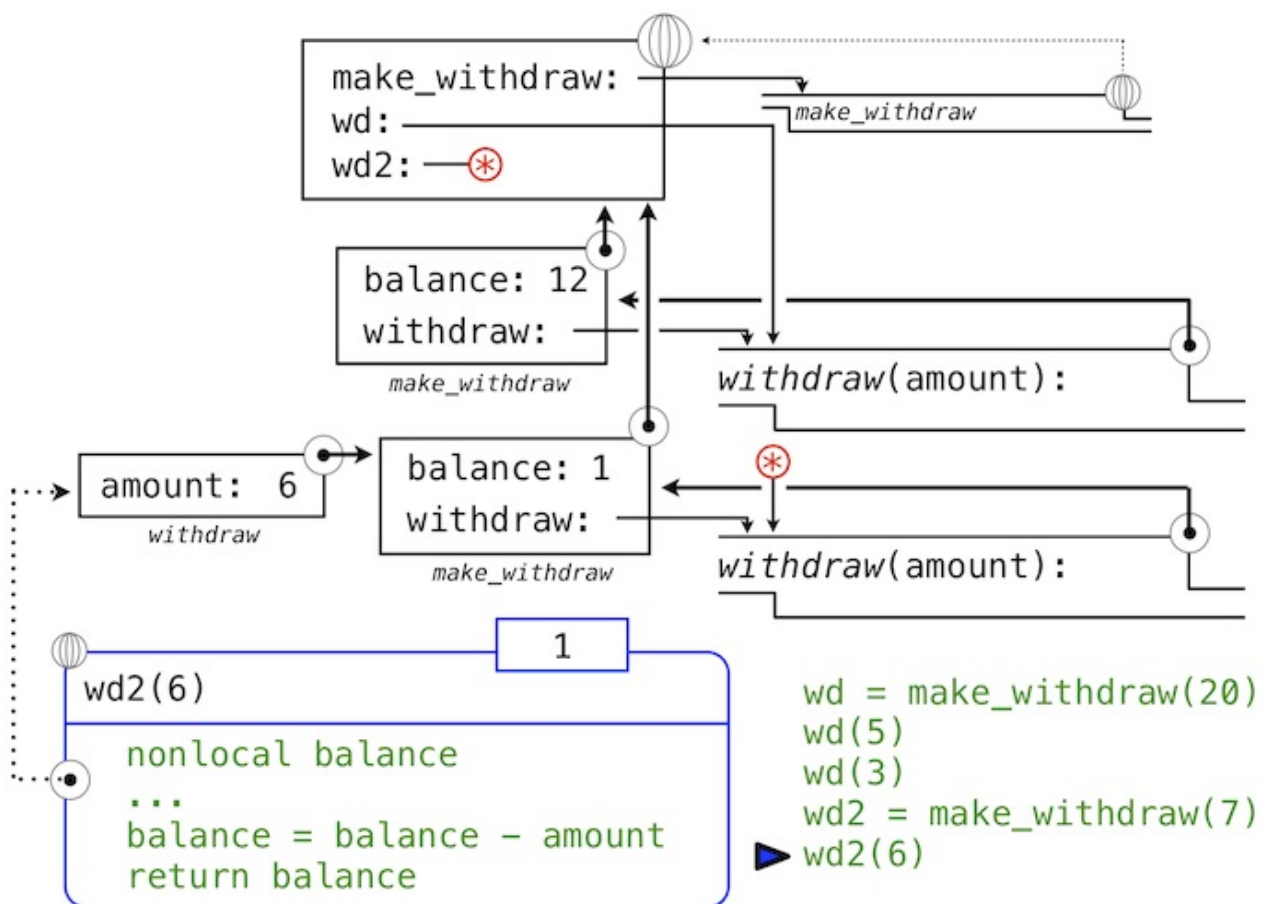 make_withdraw:
make_withdraw
wd:
wd2: *
balance: 12
withdraw:
make_withdraw
withdraw(amount):
balance: 1
*
amount: 6
withdraw:
withdraw
make_withdraw
withdraw(amount):
1
wd2(6)
nonlocal balance
...
balance = balance – amount
return balance
wd = make_withdraw(20)
wd(5)
wd(3)
wd2 = make_withdraw(7)
wd2(6)